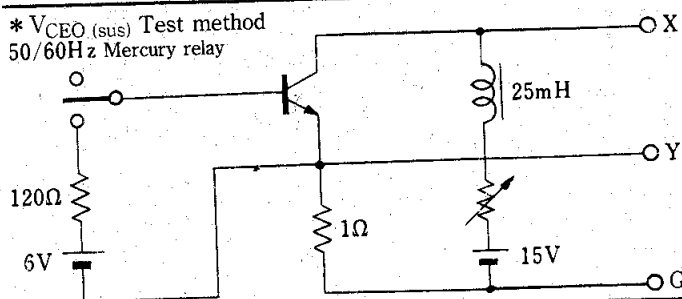 * VCEO (sus) Test method
50/60Hz Mercury relay
X
25mH
Y
120Ω
1Ω
6V
15V
G